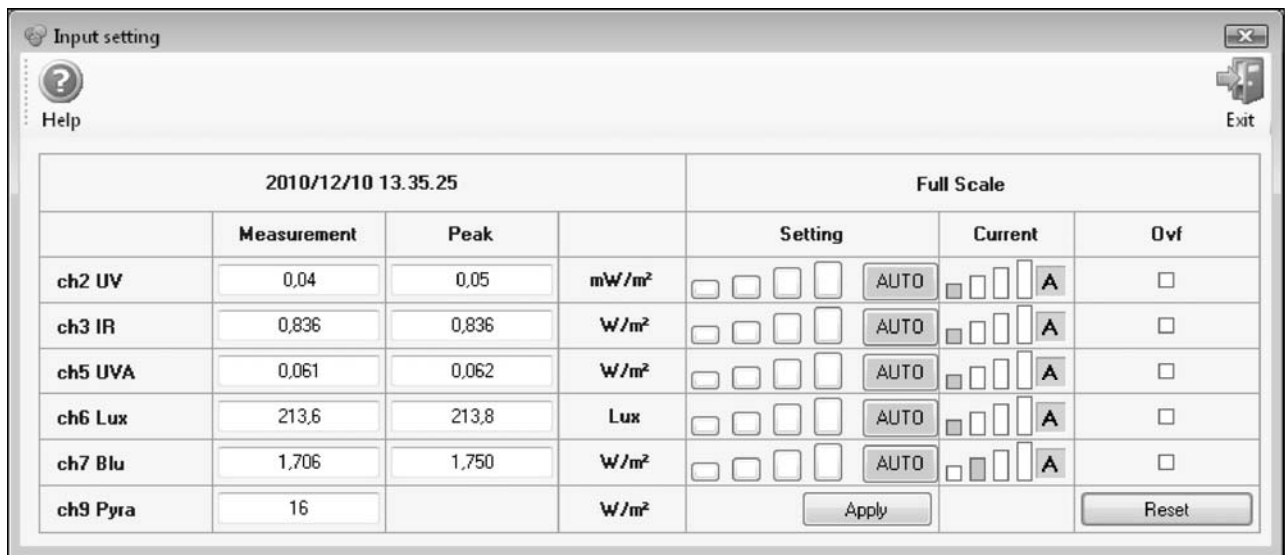 Input setting
Help
Exit
2010/12/10 13.35.25 Full Scale
Measurement Peak Setting Current Ovf
ch2 UV 0,04 0,05 mW/m² AUTO A
ch3 IR 0,836 0,836 W/m² AUTO A
ch5 UVA 0,061 0,062 W/m² AUTO A
ch6 Lux 213,6 213,8 Lux AUTO A
ch7 Blu 1,706 1,750 W/m² AUTO A
ch9 Pyra 16 W/m² Apply Reset